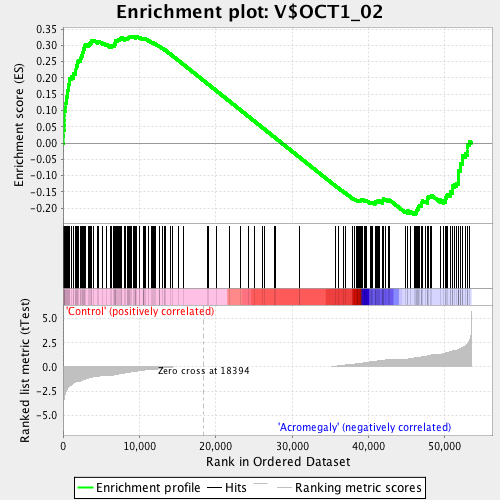 Enrichment plot: V$OCT1_02
Enrichment score (ES)
0.35
0.30
0.25
0.20
0.15
0.10
0.05
0.00
-0.05
-0.10
-0.15
-0.20
Ranked list metric (tTest)
5.0
2.5
0.0
-2.5
-5.0
'Control' (positively correlated)
Zero cross at 18394
'Acromegaly' (negatively correlated)
0 10,000 20,000 30,000 40,000 50,000
Rank in Ordered Dataset
Enrichment profile Hits Ranking metric scores